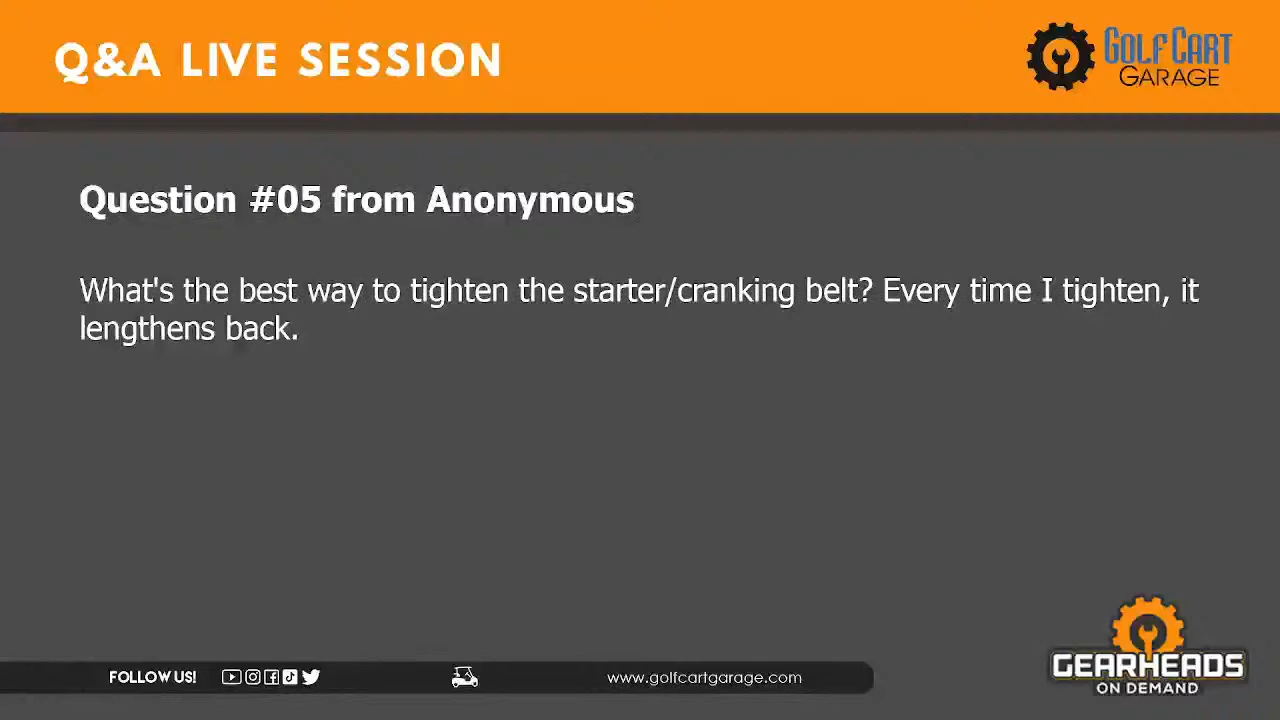 Q&A LIVE SESSION
GOLF CART
GARAGE
Question #05 from Anonymous
What's the best way to tighten the starter/cranking belt? Every time I tighten, it
lengthens back.
FOLLOW US!
www.golfcartgarage.com
GEARHEADS
ON DEMAND